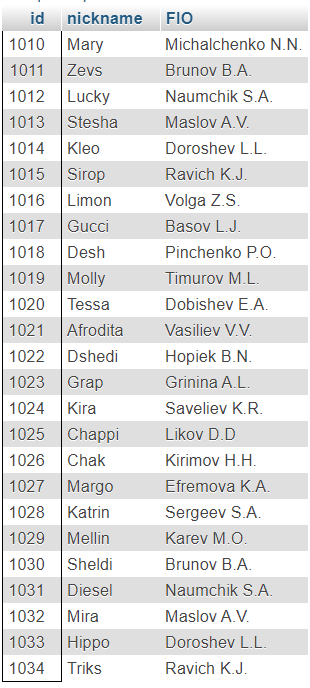 id nickname FIO
1010 Mary Michalchenko N.N.
1011 Zevs Brunov B.A.
1012 Lucky Naumchik S.A.
1013 Stesha Maslov A.V.
1014 Kleo Doroshev L.L.
1015 Sirop Ravich K.J.
1016 Limon Volga Z.S.
1017 Gucci Basov L.J.
1018 Desh Pinchenko P.O.
1019 Molly Timurov M.L.
1020 Tessa Dobishev E.A.
1021 Afrodita Vasiliev V.V.
1022 Dshedi Hopiek B.N.
1023 Grap Grinina A.L.
1024 Kira Saveliev K.R.
1025 Chappi Likov D.D
1026 Chak Kirimov H.H.
1027 Margo Efremova K.A.
1028 Katrin Sergeev S.A.
1029 Mellin Karev M.O.
1030 Sheldi Brunov B.A.
1031 Diesel Naumchik S.A.
1032 Mira Maslov A.V.
1033 Hippo Doroshev L.L.
1034 Triks Ravich K.J.